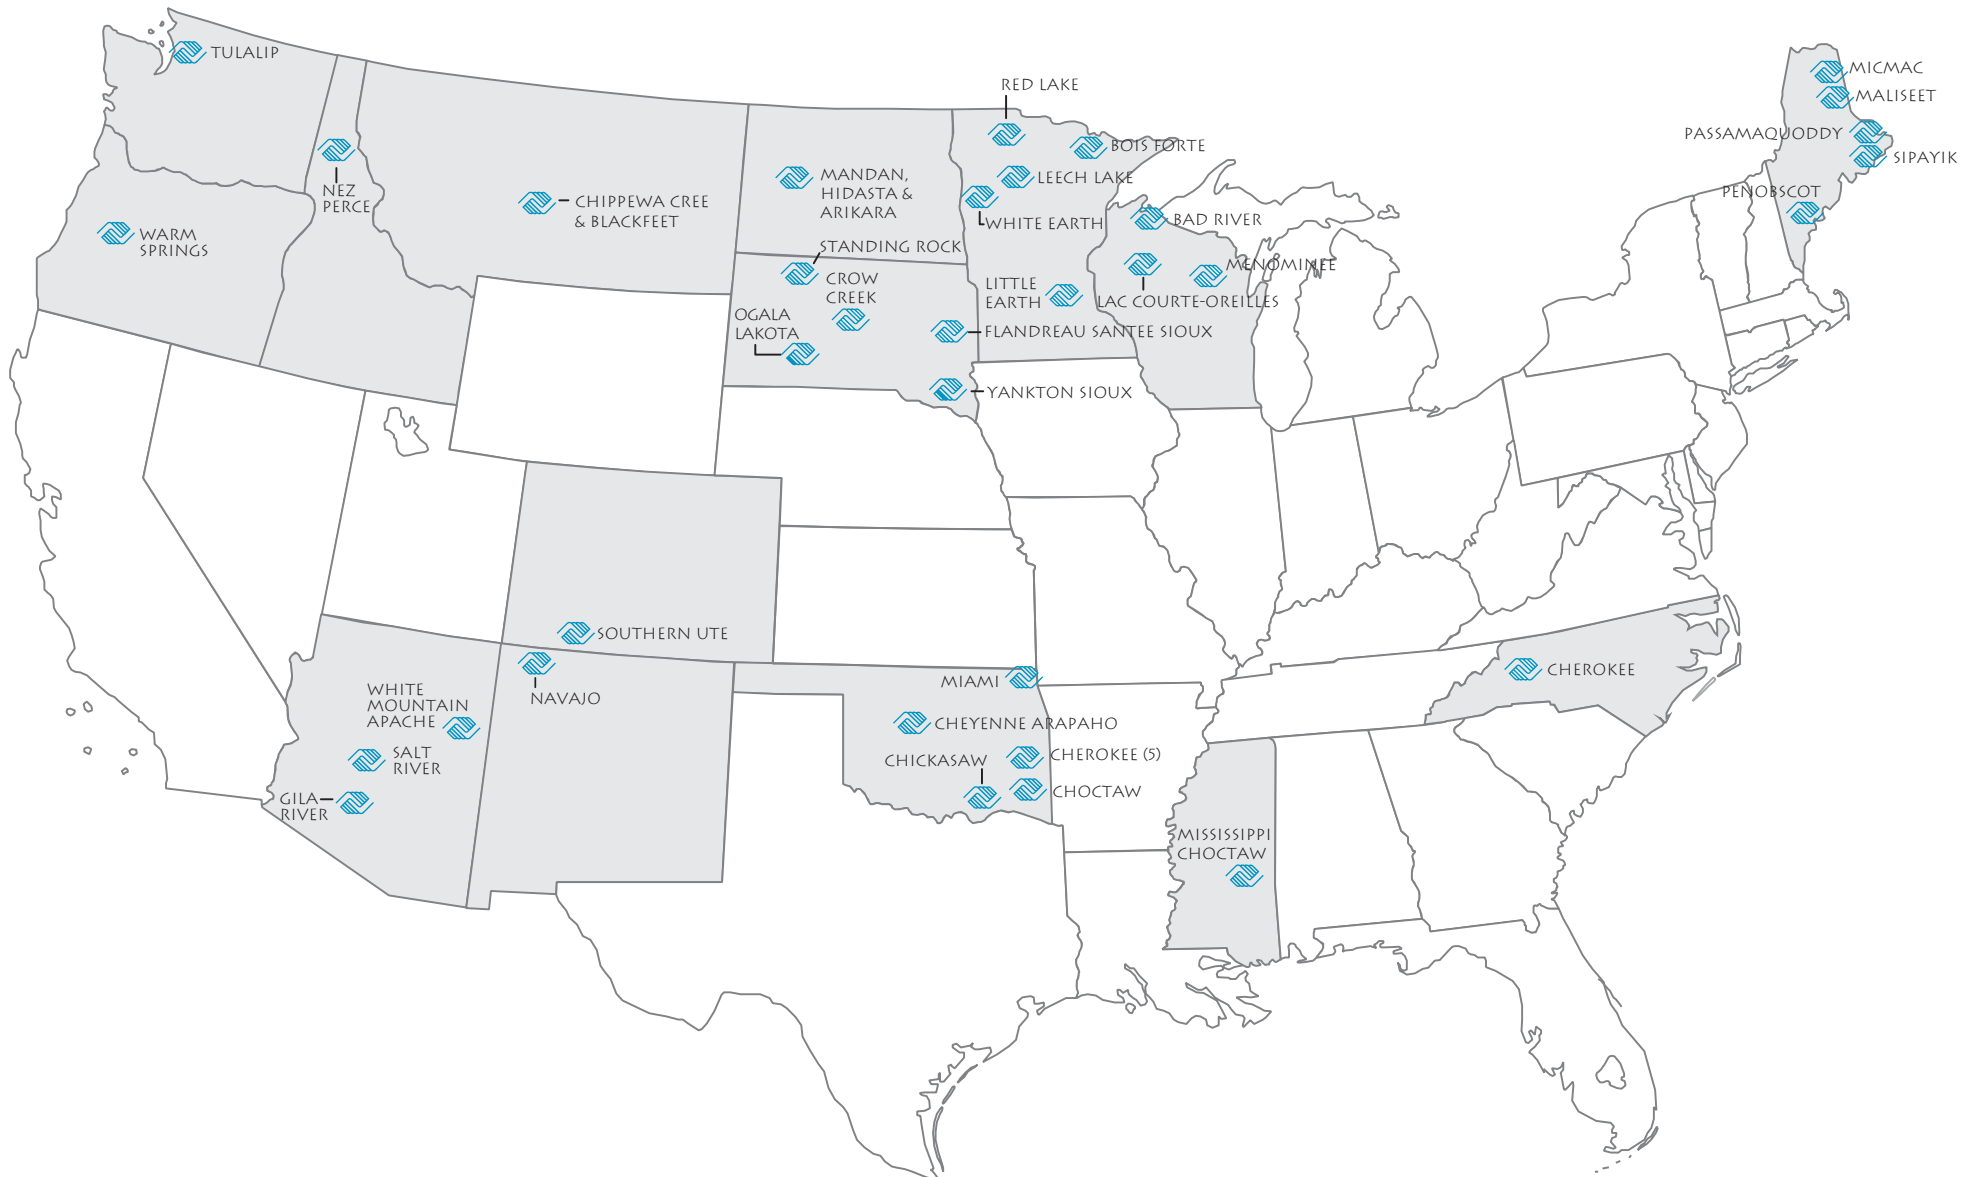 TULALIP
NEZ
PERCE
WARM
SPRINGS
CHIPPEWA CREE
& BLACKFEET
MANDAN,
HIDASTA &
ARIKARA
STANDING ROCK
CROW
CREEK
OGALA
LAKOTA
FLANDREAU SANTEE SIOUX
YANKTON SIOUX
RED LAKE
BOIS FORTE
LEECH LAKE
WHITE EARTH
LITTLE
EARTH
BAD RIVER
MENOMINEE
LAC COURTE-OREILLES
MICMAC
MALISEET
PASSAMAQUODDY
SIPAYIK
PENOBSCOT
SOUTHERN UTE
NAVAJO
WHITE
MOUNTAIN
APACHE
SALT
RIVER
GILA
RIVER
MIAMI
CHEYENNE ARAPAHO
CHICKASAW
CHEROKEE (5)
CHOCTAW
MISSISSIPPI
CHOCTAW
CHEROKEE